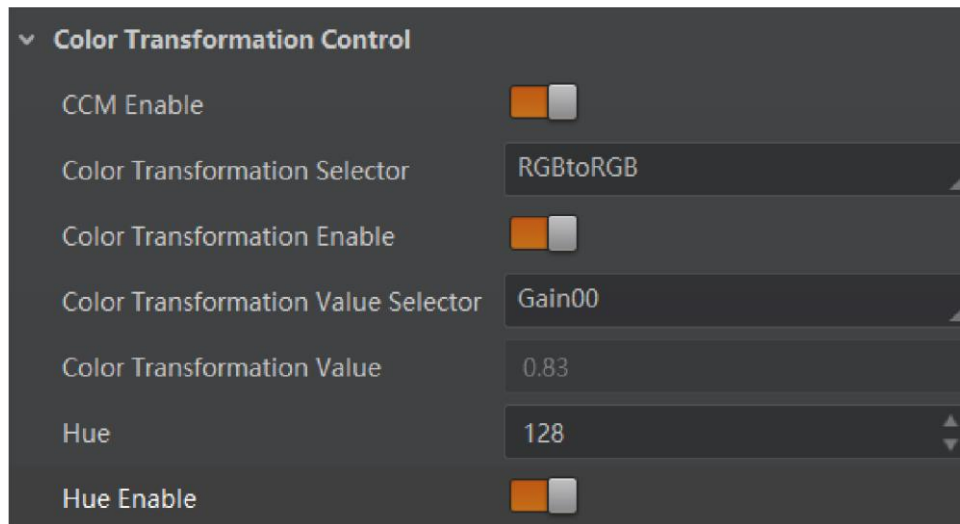 Color Transformation Control
CCM Enable
Color Transformation Selector RGBtoRGB
Color Transformation Enable
Color Transformation Value Selector Gain00
Color Transformation Value 0.83
Hue 128
Hue Enable